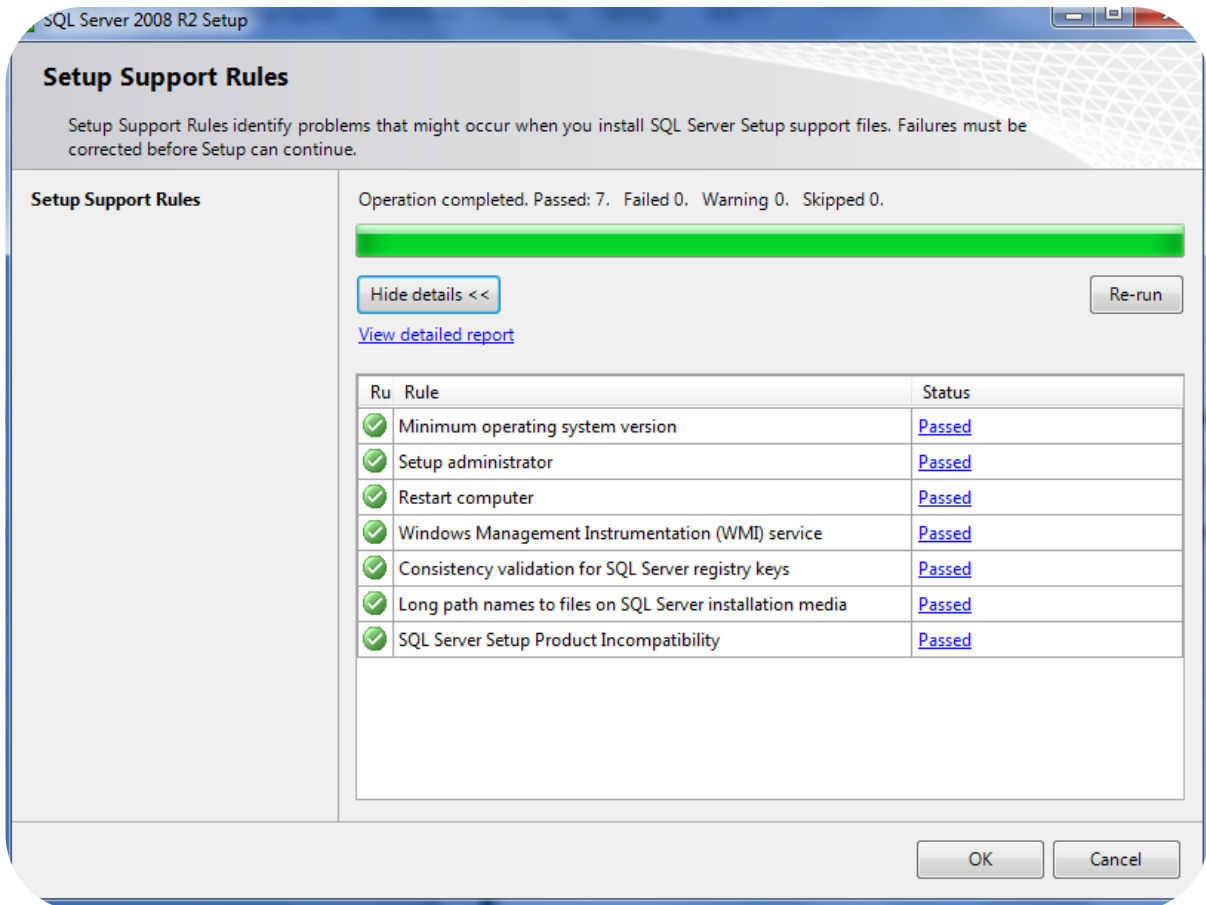 SQL Server 2008 R2 Setup
Setup Support Rules
Setup Support Rules identify problems that might occur when you install SQL Server Setup support files. Failures must be
corrected before Setup can continue.
Setup Support Rules
Operation completed. Passed: 7. Failed 0. Warning 0. Skipped 0.
Hide details <<
Re-run
View detailed report
Ru Rule Status
Minimum operating system version Passed
Setup administrator Passed
Restart computer Passed
Windows Management Instrumentation (WMI) service Passed
Consistency validation for SQL Server registry keys Passed
Long path names to files on SQL Server installation media Passed
SQL Server Setup Product Incompatibility Passed
OK Cancel